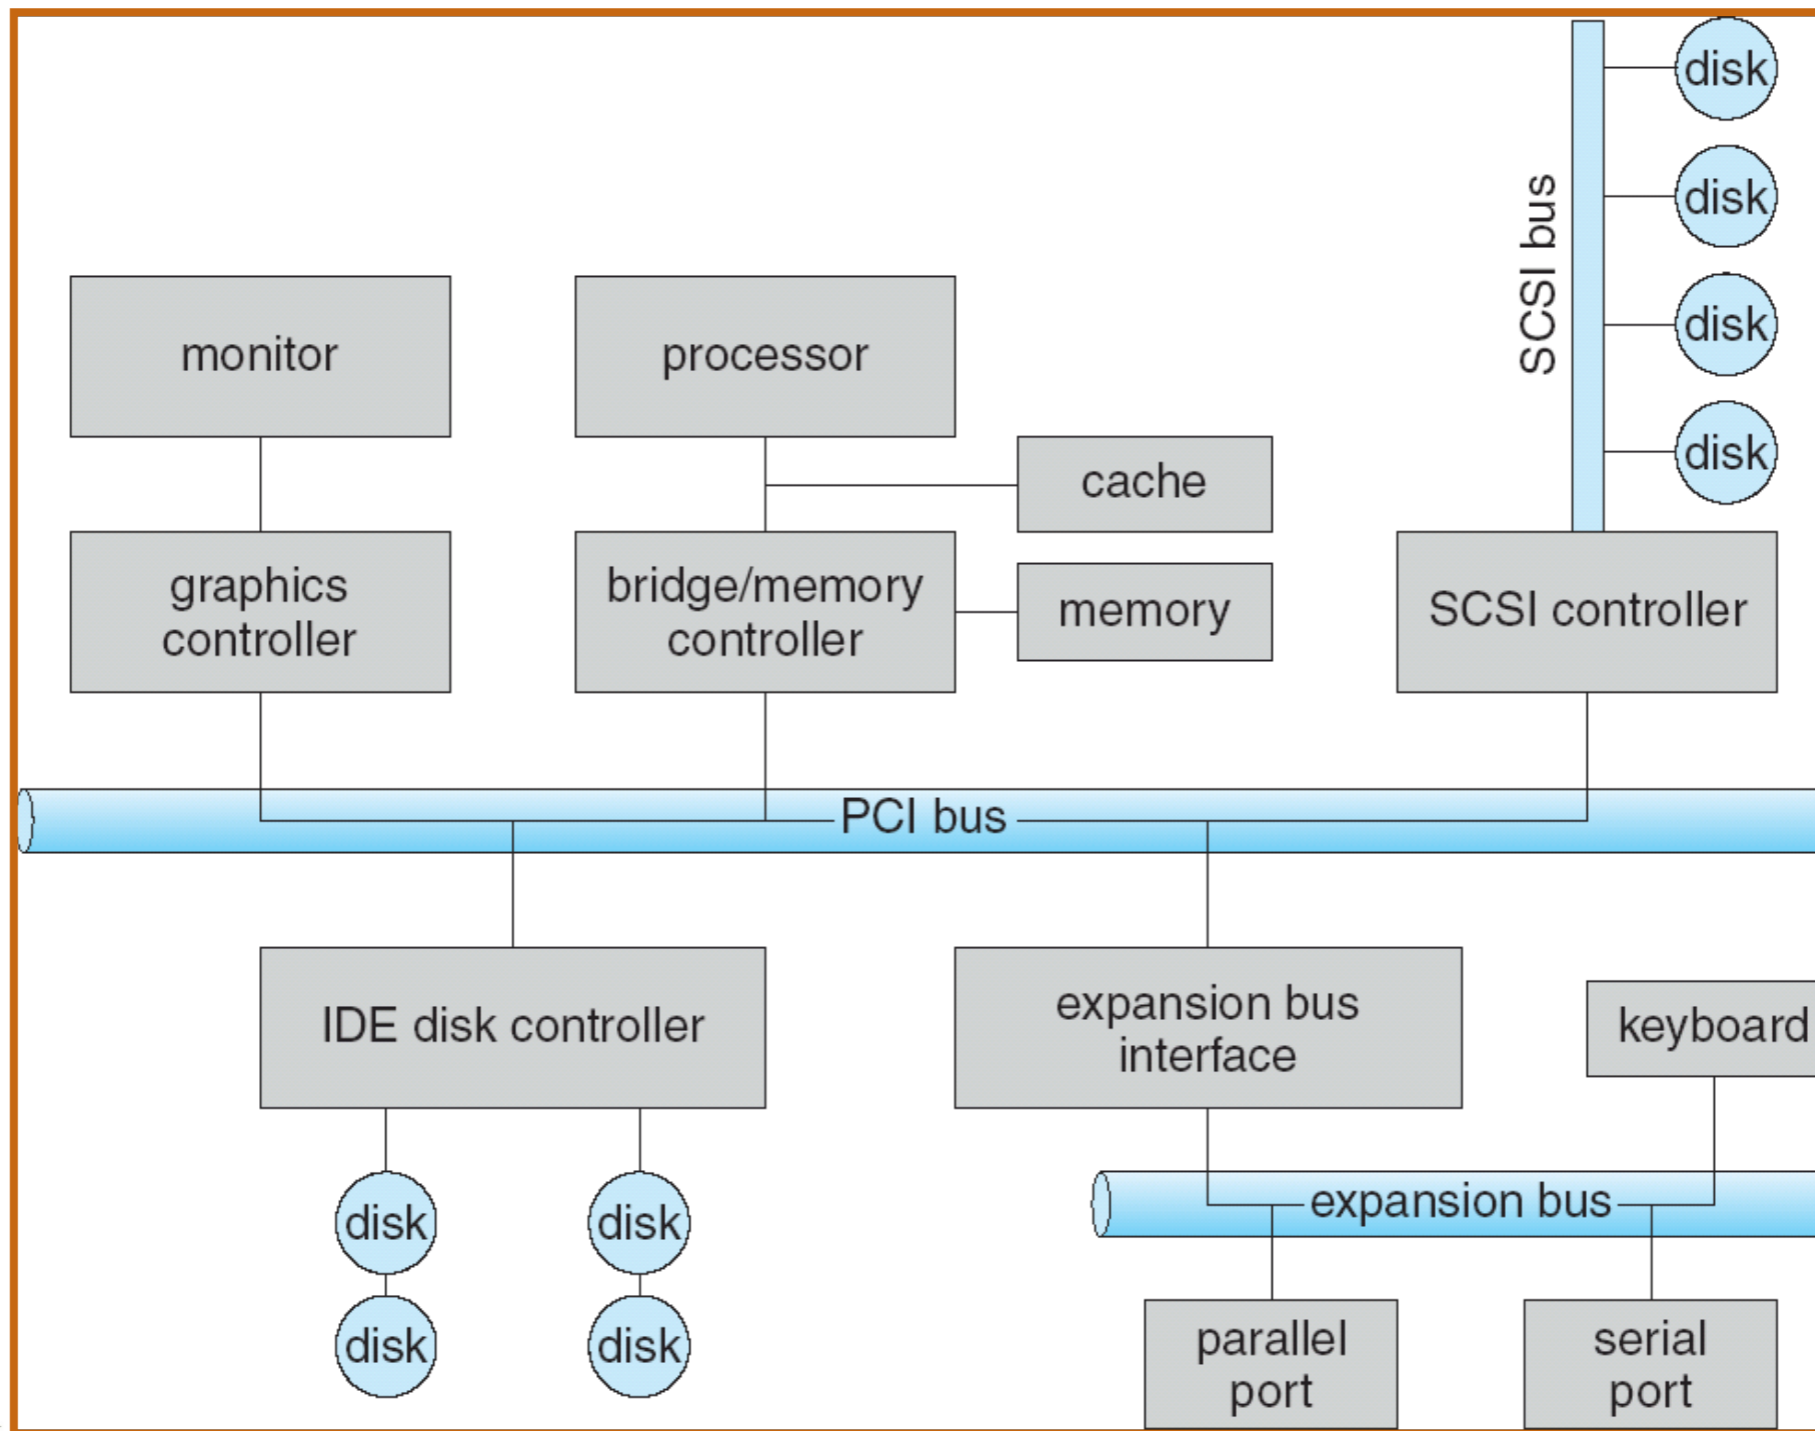 disk
disk
disk
disk
SCSI bus
monitor
processor
cache
graphics
controller
bridge/memory
controller
memory
SCSI controller
PCI bus
IDE disk controller
expansion bus
interface
keyboard
disk
disk
expansion bus
disk
disk
parallel
port
serial
port